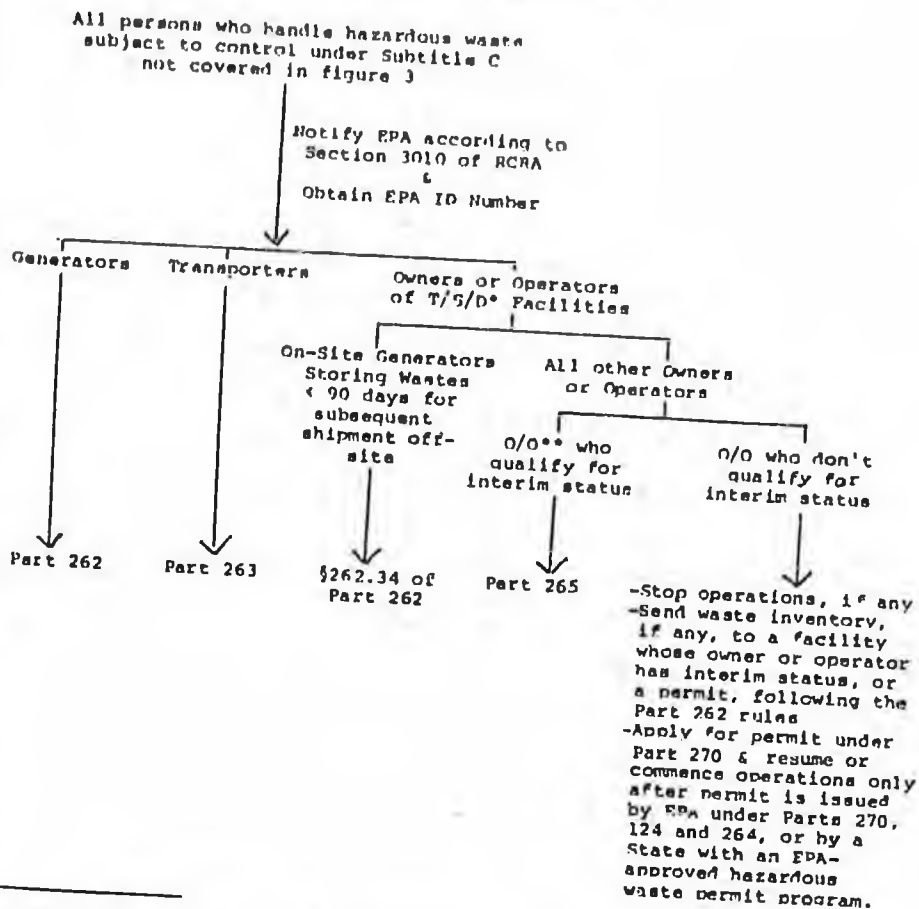 All persons who handle hazardous waste
subject to control under Subtitle C
not covered in figure 3
Notify EPA according to
Section 3010 of RCRA
&
Obtain EPA ID Number
Generators
Transporters
Owners or Operators
of T/S/D* Facilities
On-Site Generators
Storing Wastes
< 90 days for
subsequent
shipment off-
site
All other Owners
or Operators
O/O** who
qualify for
interim status
O/O who don't
qualify for
interim status
Part 262
Part 263
§262.34 of
Part 262
Part 265
-Stop operations, if any
-Send waste inventory,
if any, to a facility
whose owner or operator
has interim status, or
a permit, following the
Part 262 rules
-Apply for permit under
Part 270 & resume or
commence operations only
after permit is issued
by EPA under Parts 270,
124 and 264, or by a
State with an EPA-
approved hazardous
waste permit program.